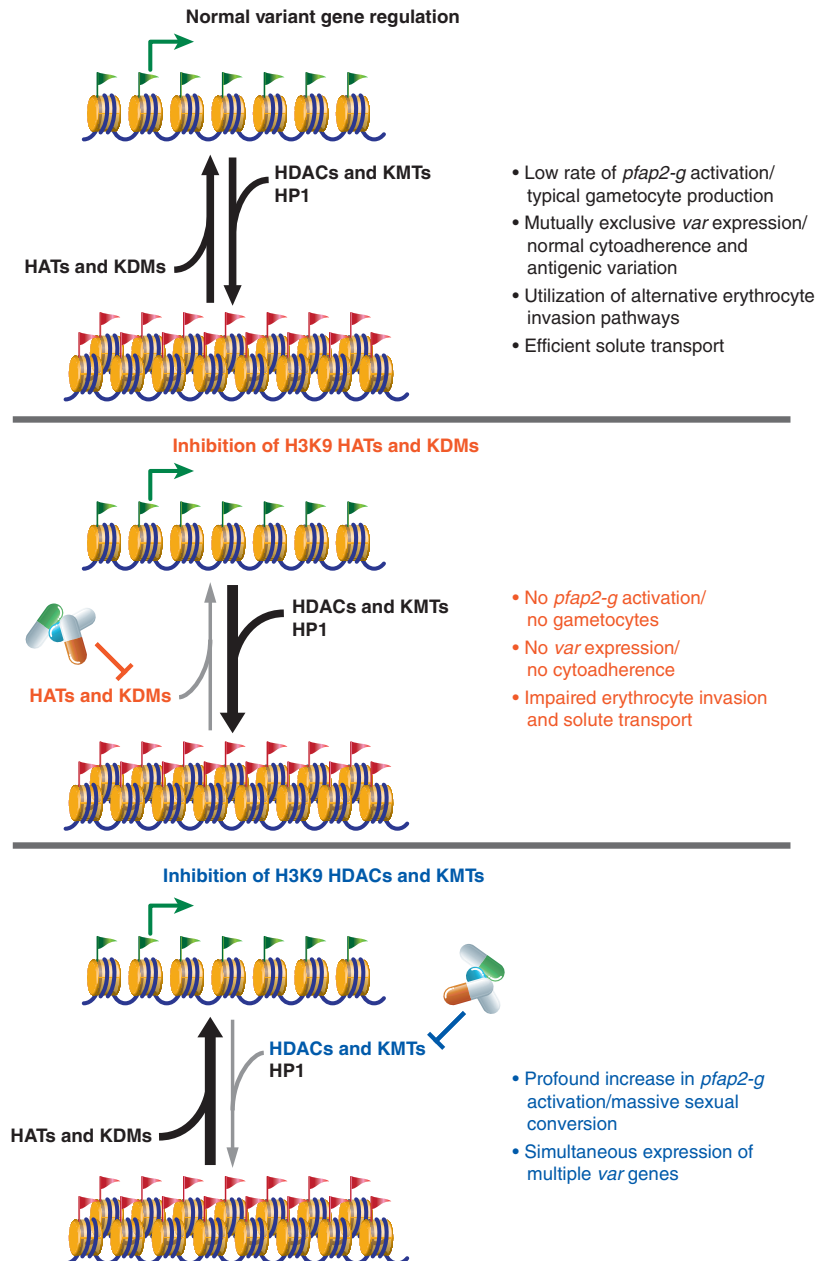 Normal variant gene regulation
HDACs and KMTs
HP1
HATs and KDMs
• Low rate of pfap2-g activation/
typical gametocyte production
• Mutually exclusive var expression/
normal cytoadherence and
antigenic variation
• Utilization of alternative erythrocyte
invasion pathways
• Efficient solute transport
Inhibition of H3K9 HATs and KDMs
HDACs and KMTs
HP1
HATs and KDMs
• No pfap2-g activation/
no gametocytes
• No var expression/
no cytoadherence
• Impaired erythrocyte invasion
and solute transport
Inhibition of H3K9 HDACs and KMTs
HDACs and KMTs
HP1
HATs and KDMs
• Profound increase in pfap2-g
activation/massive sexual
conversion
• Simultaneous expression of
multiple var genes